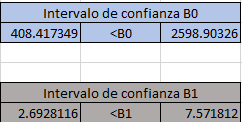 Intervalo de confianza B0
408.417349 <B0 2598.90326
Intervalo de confianza B1
2.6928116 <B1 7.571812